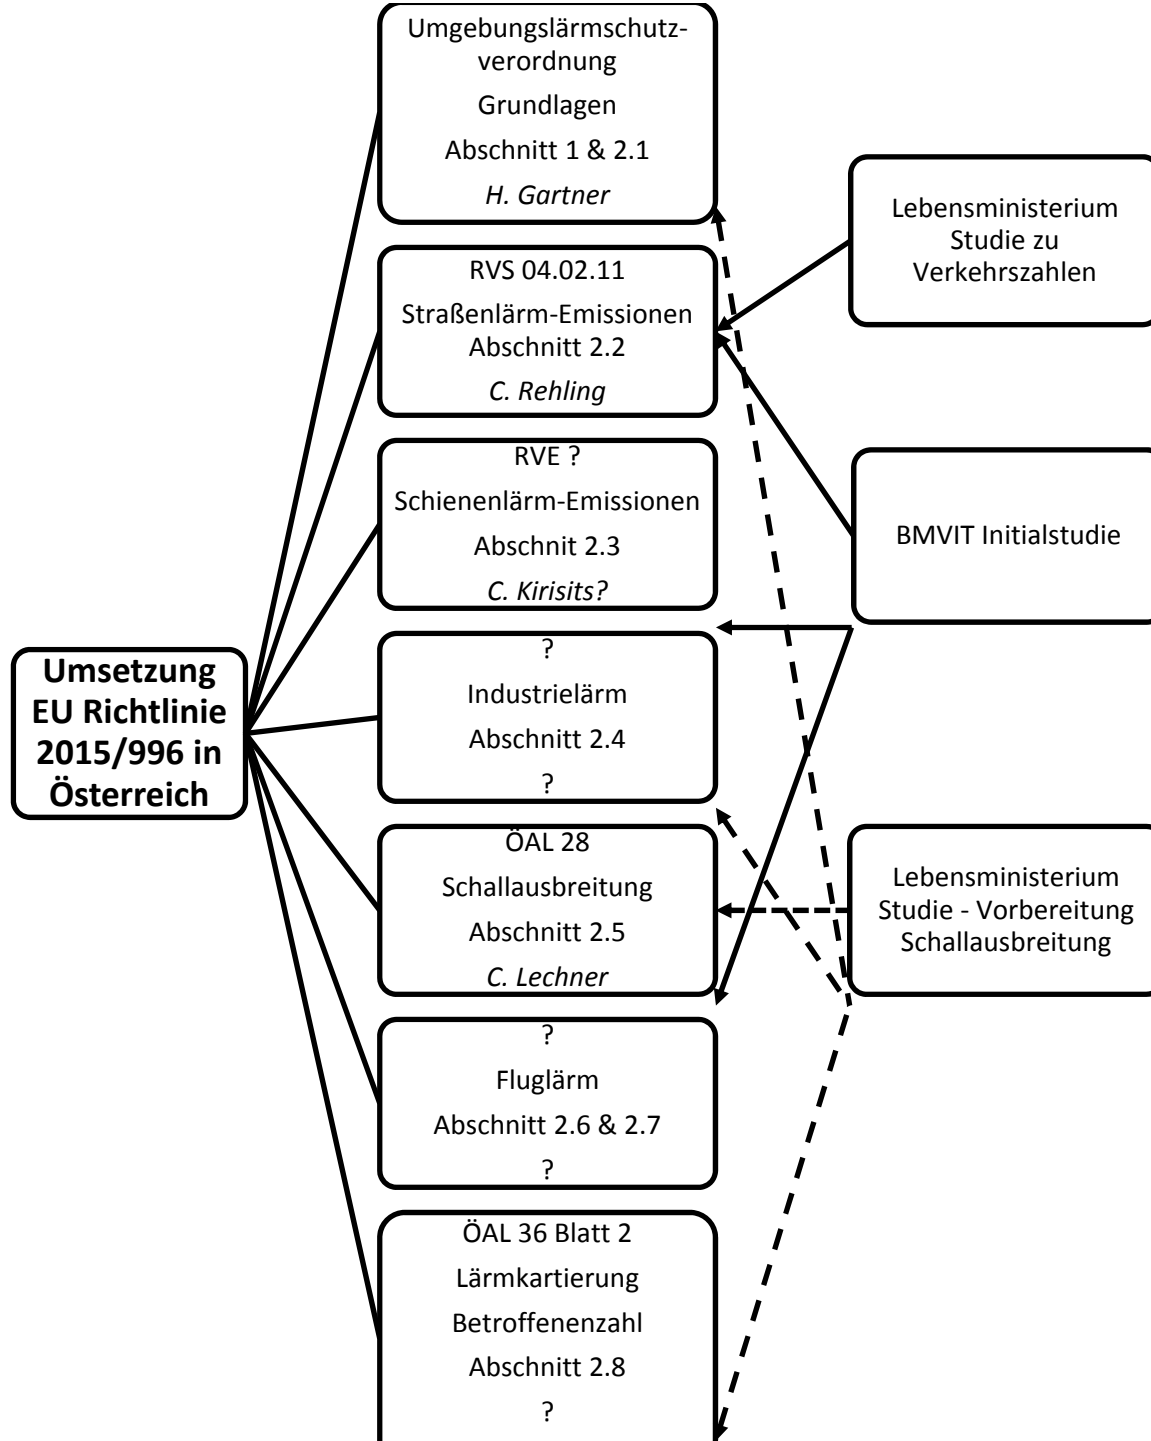 Umgebungslärmschutz-
verordnung
Grundlagen
Abschnitt 1 & 2.1
H. Gartner
RVS 04.02.11
Straßenlärm-Emissionen
Abschnitt 2.2
C. Rehling
RVE ?
Schienenlärm-Emissionen
Abschnit 2.3
C. Kirisits?
?
Industrielärm
Abschnitt 2.4
?
ÖAL 28
Schallausbreitung
Abschnitt 2.5
C. Lechner
?
Fluglärm
Abschnitt 2.6 & 2.7
?
ÖAL 36 Blatt 2
Lärmkartierung
Betroffenenzahl
Abschnitt 2.8
?
Umsetzung
EU Richtlinie
2015/996 in
Österreich
Lebensministerium
Studie zu
Verkehrszahlen
BMVIT Initialstudie
Lebensministerium
Studie - Vorbereitung
Schallausbreitung